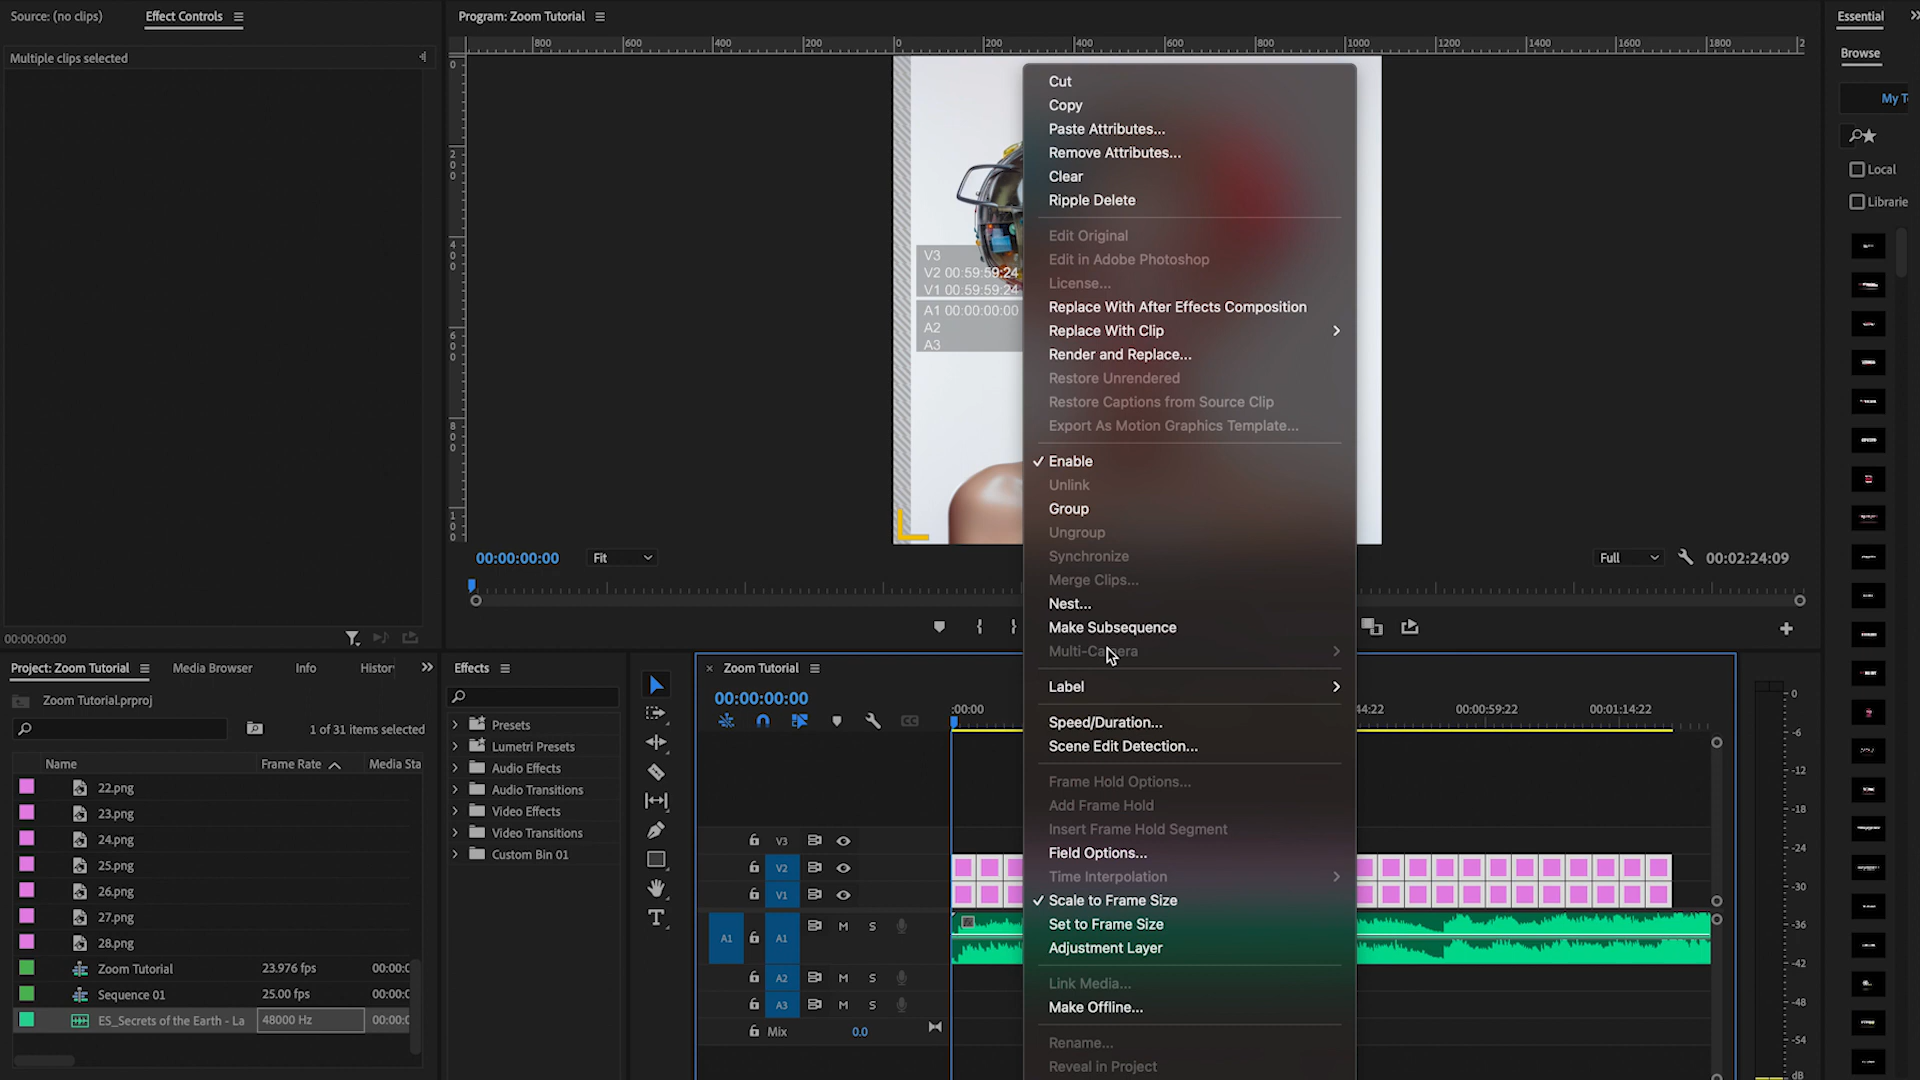 Source: (no clips)
Effect Controls
Multiple clips selected
00:00:00:00
Program: Zoom Tutorial
800 600 400 200 0 200 400 600 800 1000 1200 1400 1600 1800 2
0
200
400
600
800
100
V3
V2 00:59:59:24
V1 00:59:59:24
A1 00:00:00:00
A2
A3
00:00:00:00
Fit
Full
00:02:24:09
Cut
Copy
Paste Attributes...
Remove Attributes...
Clear
Ripple Delete
Edit Original
Edit in Adobe Photoshop
License...
Replace With After Effects Composition
Replace With Clip
Render and Replace...
Restore Unrendered
Restore Captions from Source Clip
Export As Motion Graphics Template...
Enable
Unlink
Group
Ungroup
Synchronize
Merge Clips...
Nest...
Make Subsequence
Multi-Camera
Label
Speed/Duration...
Scene Edit Detection...
Frame Hold Options...
Add Frame Hold
Insert Frame Hold Segment
Field Options...
Time Interpolation
Scale to Frame Size
Set to Frame Size
Adjustment Layer
Link Media...
Make Offline...
Rename...
Reveal in Project
Essential
Browse
My T
Local
Librarie
Project: Zoom Tutorial
Media Browser
Info
Histor
Zoom Tutorial.prproj
1 of 31 items selected
Name Frame Rate Media Sta
22.png
23.png
24.png
25.png
26.png
27.png
28.png
Zoom Tutorial 23.976 fps 00:00:0
Sequence 01 25.00 fps 00:00:0
ES_Secrets of the Earth - La 48000 Hz 00:00:0
Effects
Presets
Lumetri Presets
Audio Effects
Audio Transitions
Video Effects
Video Transitions
Custom Bin 01
Zoom Tutorial
00:00:00:00
:00:00 44:22 00:00:59:22 00:01:14:22
V3
V2
V1
A1 A1 M S
A2 M S
A3 M S
Mix 0.0
0
-6
-12
-18
-24
-30
-36
-42
-48
-54
dB